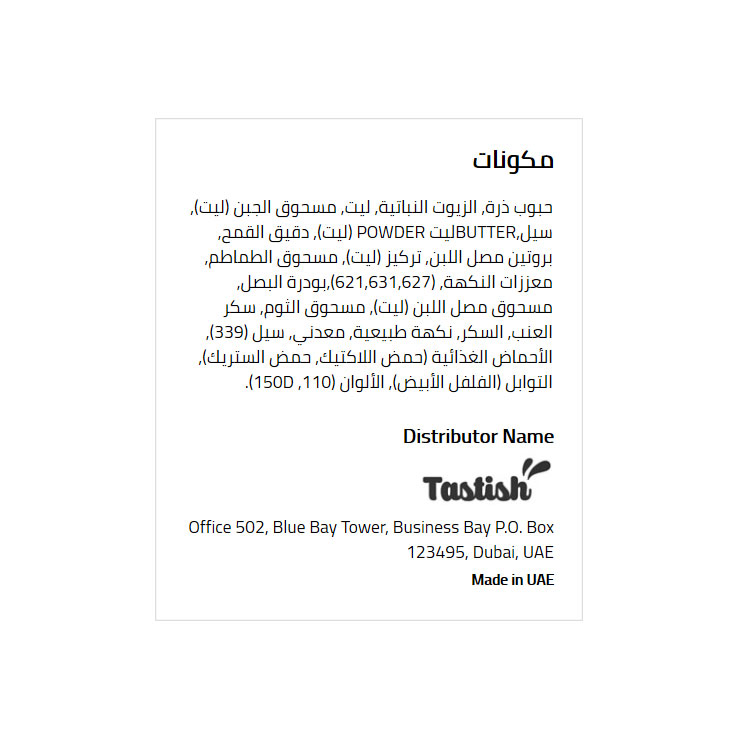 مكونات
حبوب ذرة, الزيوت النباتية, ليت, مسحوق الجبن (ليت),
سيل,BUTTERليت POWDER (ليت), دقيق القمح,
بروتين مصل اللبن, تركيز (ليت), مسحوق الطماطم,
معززات النكهة, (621,631,627),بودرة البصل,
مسحوق مصل اللبن (ليت), مسحوق الثوم, سكر
العنب, السكر, نكهة طبيعية, معدني, سيل (339),
الأحماض الغذائية (حمض اللاكتيك, حمض الستريك),
التوابل (الفلفل الأبيض), الألوان (110, 150D).
Distributor Name
Tastish
Office 502, Blue Bay Tower, Business Bay P.O. Box
123495, Dubai, UAE
Made in UAE